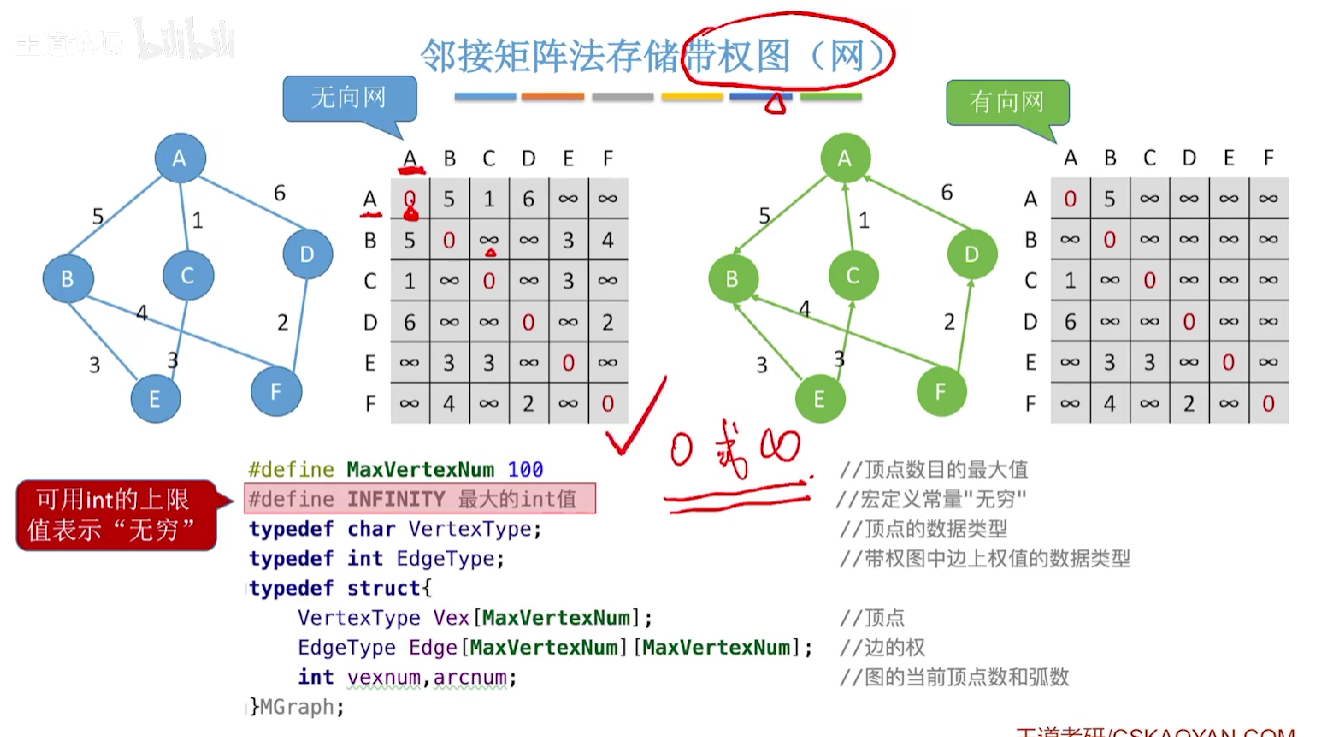 bilibili
邻接矩阵法存储带权图（网）
无向网
有向网
A
B
C
D
E
F
5
1
6
4
2
3
3
A B C D E F
A 0 5 1 6 ∞ ∞
B 5 0 ∞ ∞ 3 4
C 1 ∞ 0 ∞ 3 ∞
D 6 ∞ ∞ 0 ∞ 2
E ∞ 3 3 ∞ 0 ∞
F ∞ 4 ∞ 2 ∞ 0
A
B
C
D
E
F
5
1
6
4
2
3
3
A B C D E F
A 0 5 ∞ ∞ ∞ ∞
B ∞ 0 ∞ ∞ ∞ ∞
C 1 ∞ 0 ∞ ∞ ∞
D 6 ∞ ∞ 0 ∞ ∞
E ∞ 3 3 ∞ 0 ∞
F ∞ 4 ∞ 2 ∞ 0
0 或 ∞
可用int的上限
值表示“无穷”
#define MaxVertexNum 100 //顶点数目的最大值
#define INFINITY 最大的int值 //宏定义常量"无穷"
typedef char VertexType; //顶点的数据类型
typedef int EdgeType; //带权图中边上权值的数据类型
typedef struct{
VertexType Vex[MaxVertexNum]; //顶点
EdgeType Edge[MaxVertexNum][MaxVertexNum]; //边的权
int vexnum,arcnum; //图的当前顶点数和弧数
}MGraph;
王道考研/CSKAOYAN.COM